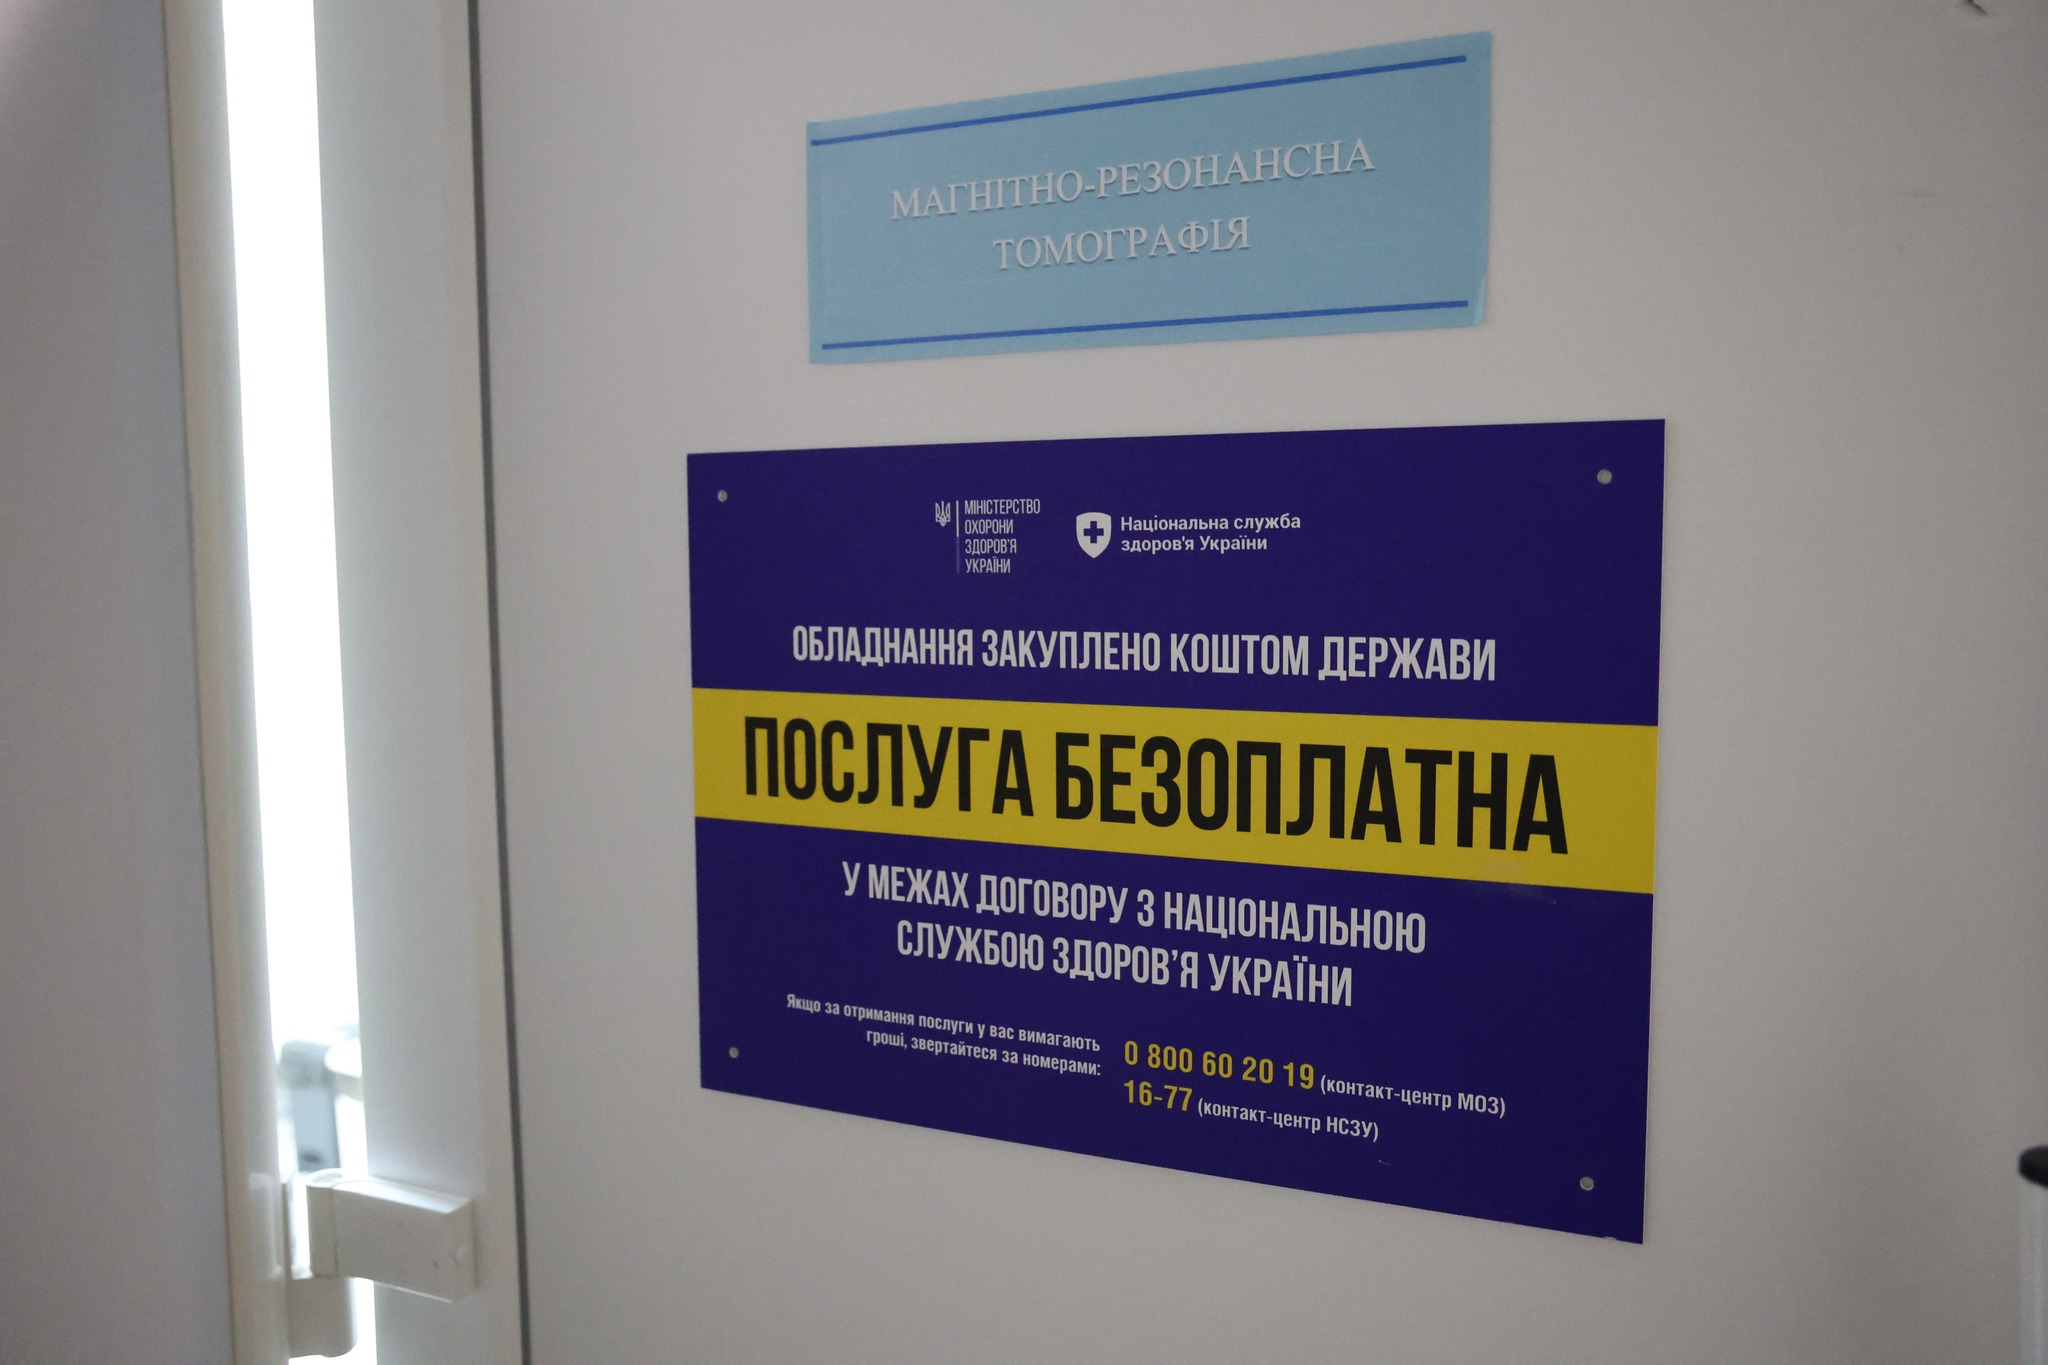 МАГНІТНО-РЕЗОНАНСНА
ТОМОГРАФІЯ
МІНІСТЕРСТВО
ОХОРОНИ
ЗДОРОВ'Я
УКРАЇНИ
Національна служба
здоров'я України
ОБЛАДНАННЯ ЗАКУПЛЕНО КОШТОМ ДЕРЖАВИ
ПОСЛУГА БЕЗОПЛАТНА
У МЕЖАХ ДОГОВОРУ З НАЦІОНАЛЬНОЮ
СЛУЖБОЮ ЗДОРОВ'Я УКРАЇНИ
Якщо за отримання послуги у вас вимагають
гроші, звертайтеся за номерами:
0 800 60 20 19 (контакт-центр МОЗ)
16-77 (контакт-центр НСЗУ)